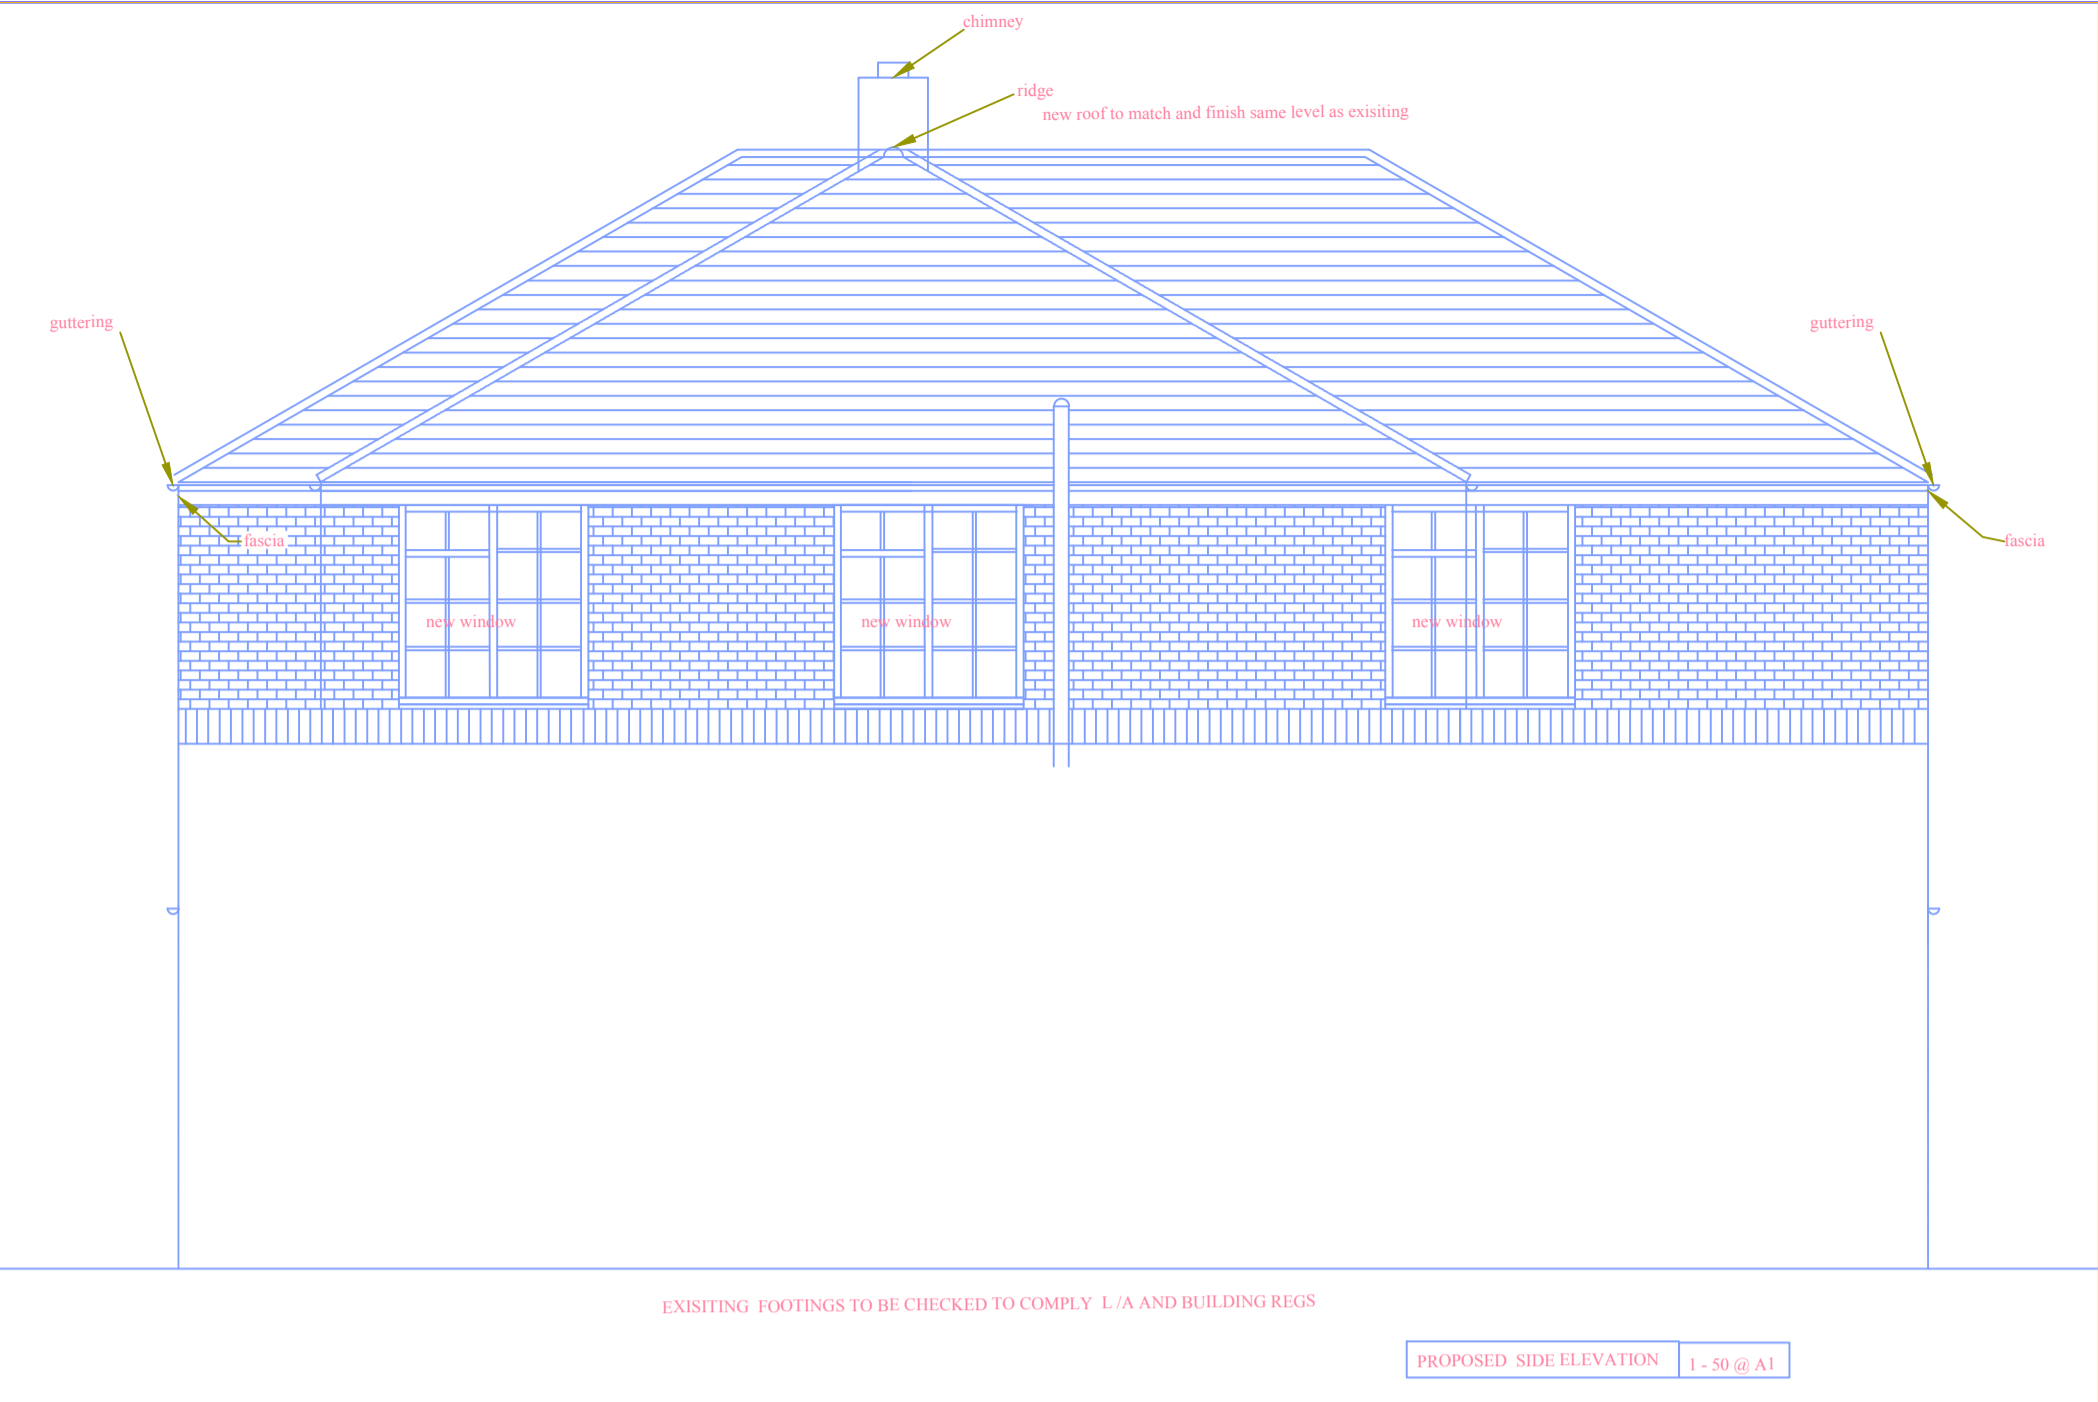 chimney
ridge
new roof to match and finish same level as exisiting
guttering
guttering
fascia
fascia
new window
new window
new window
EXISITING FOOTINGS TO BE CHECKED TO COMPLY L /A AND BUILDING REGS
PROPOSED SIDE ELEVATION
1 - 50 @ A1